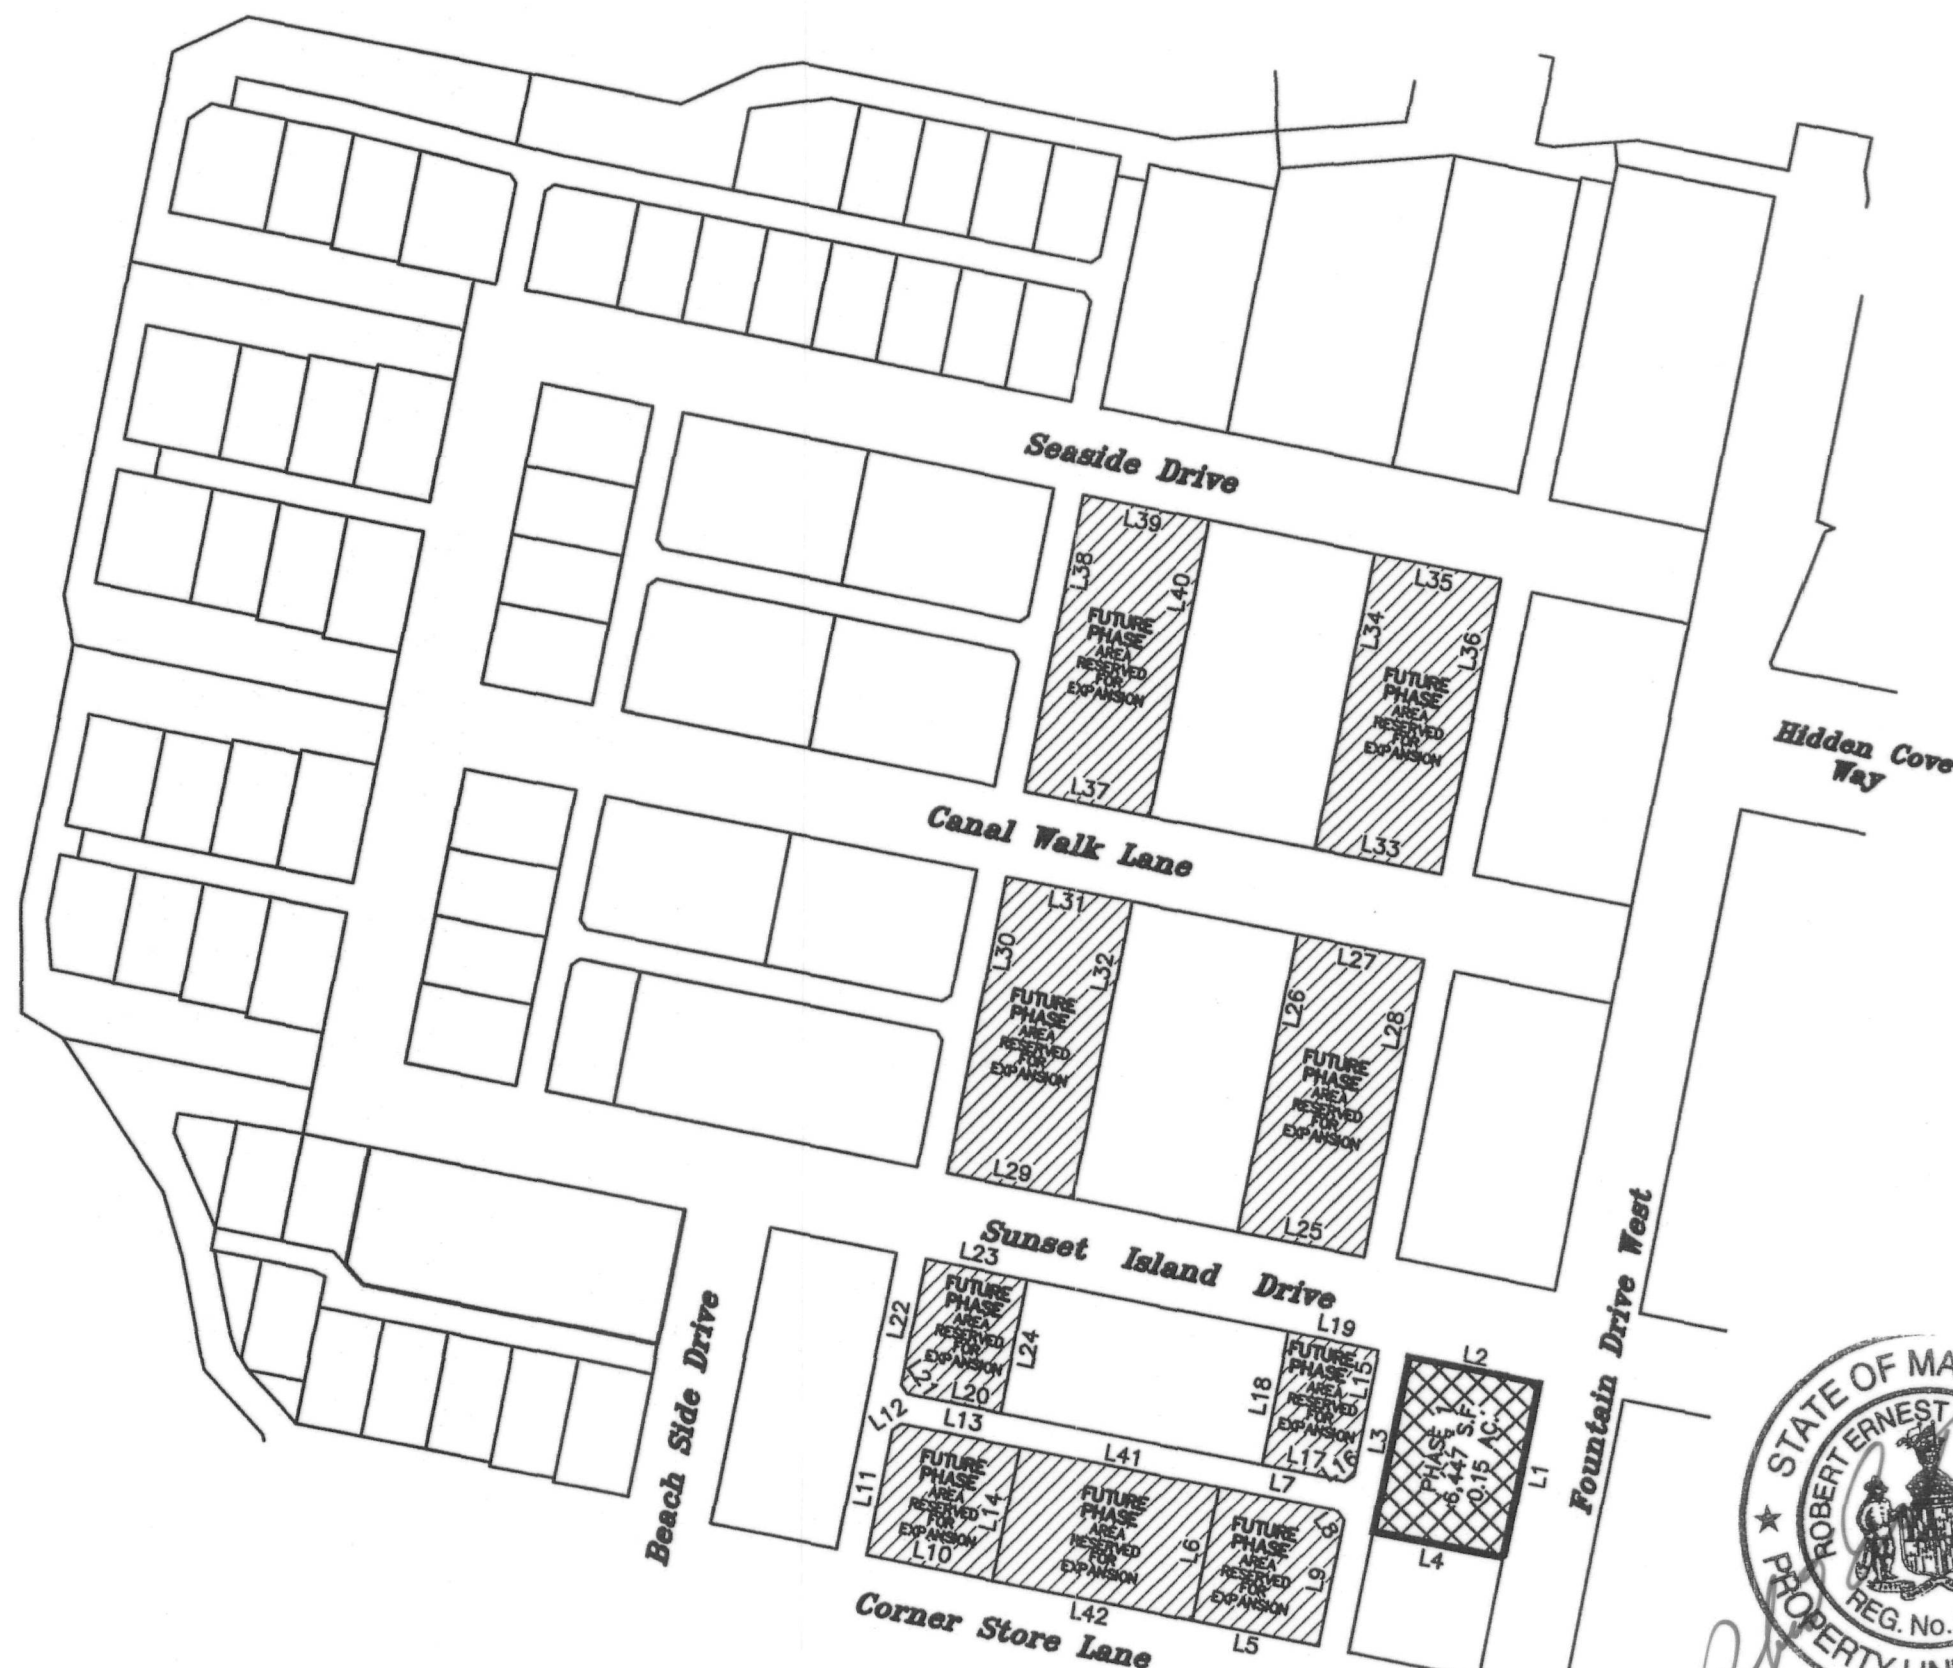 Seaside Drive
L39
L38
L40
FUTURE
PHASE
AREA
RESERVED
FOR
EXPANSION
L37
L35
L34
L36
FUTURE
PHASE
AREA
RESERVED
FOR
EXPANSION
L33
Hidden Cove
Way
Canal Walk Lane
L31
L30
L32
FUTURE
PHASE
AREA
RESERVED
FOR
EXPANSION
L29
L27
L26
L28
FUTURE
PHASE
AREA
RESERVED
FOR
EXPANSION
L25
Sunset Island Drive
L23
L22
L24
FUTURE
PHASE
AREA
RESERVED
FOR
EXPANSION
L20
L19
L18
L15
FUTURE
PHASE
AREA
RESERVED
FOR
EXPANSION
L17
L16
L2
L3
L1
L4
PHASE 1
6,447 S.F.
0.15 AC.
Fountain Drive West
Beach Side Drive
L12
L13
L11
L14
FUTURE
PHASE
AREA
RESERVED
FOR
EXPANSION
L10
L41
FUTURE
PHASE
AREA
RESERVED
FOR
EXPANSION
L42
L7
L8
L6
L9
FUTURE
PHASE
AREA
RESERVED
FOR
EXPANSION
L5
Corner Store Lane
STATE OF MA
ROBERT ERNEST
REG. No.
PROPERTY LINE